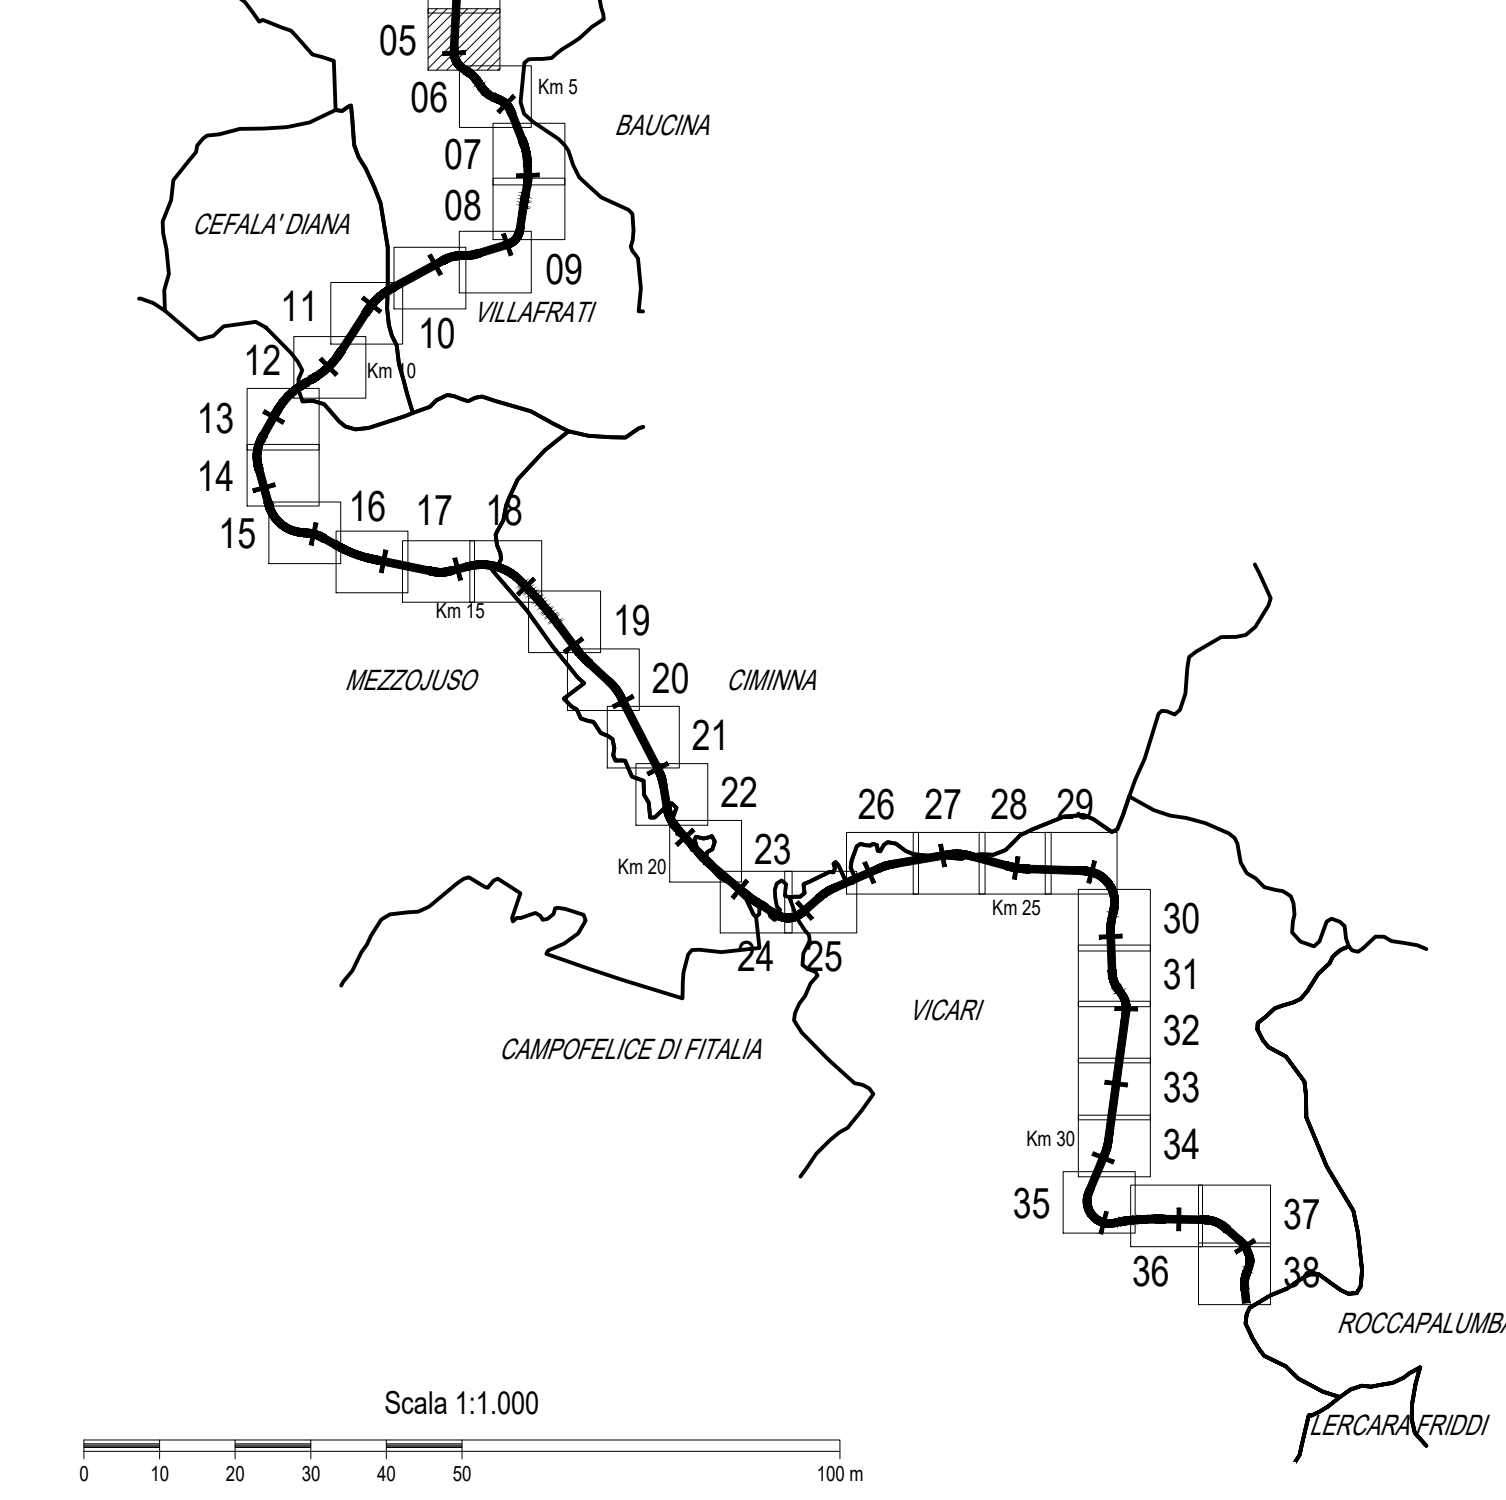 05
06
Km 5
BAUCINA
07
08
CEFALA' DIANA
09
11
VILLAFRATI
10
12
Km 10
13
14
15
16
17
18
Km 15
19
MEZZOJUSO
20
CIMINNA
21
22
26
27
28
29
23
Km 20
Km 25
30
24
25
31
VICARI
32
CAMPOFELICE DI FITALIA
33
Km 30
34
35
37
36
38
ROCCAPALUMBA
Scala 1:1.000
LERCARA FRIDDI
0 10 20 30 40 50 100 m